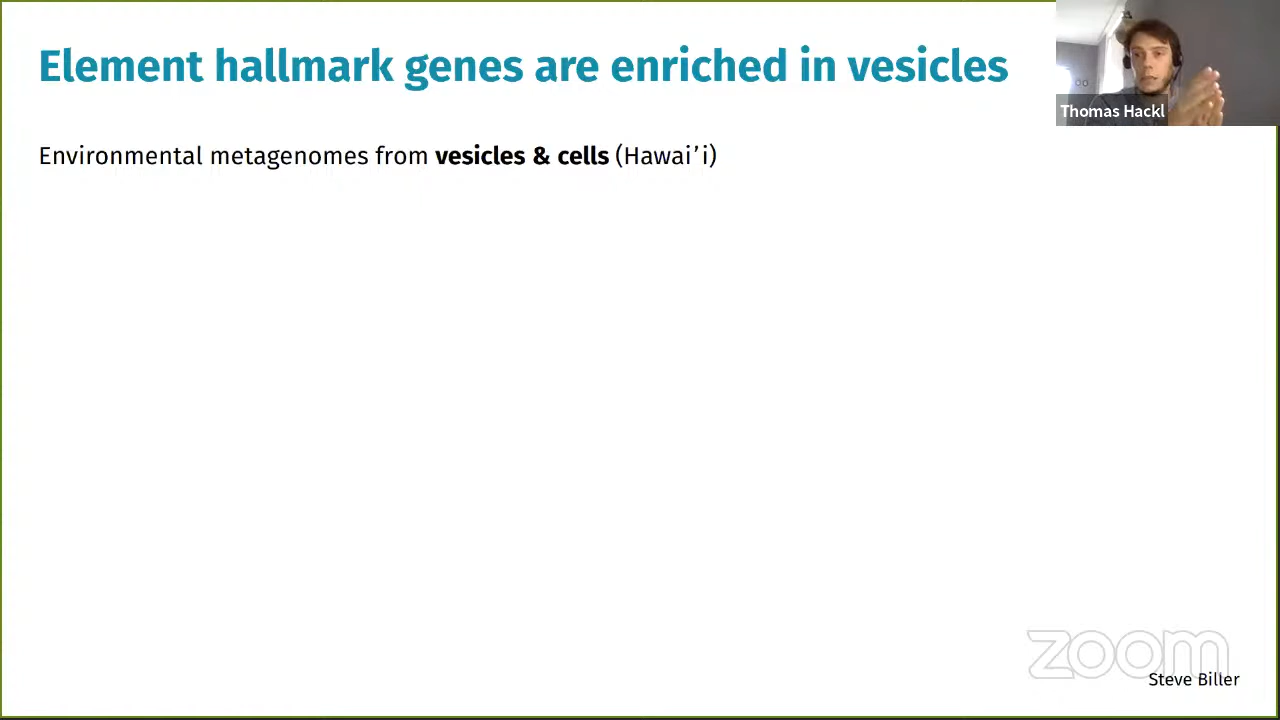 Element hallmark genes are enriched in vesicles
Thomas Hackl
Environmental metagenomes from vesicles & cells (Hawai’i)
zoom
Steve Biller